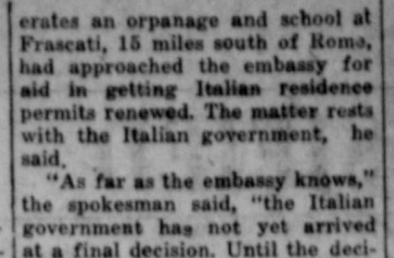 erates an orpanage and school at
Frascati, 15 miles south of Rome,
had approached the embassy for
aid in getting Italian residence
permits renewed. The matter rests
with the Italian government, he
said.
"As far as the embassy knows,"
the spokesman said, "the Italian
government has not yet arrived
at a final decision. Until the deci-